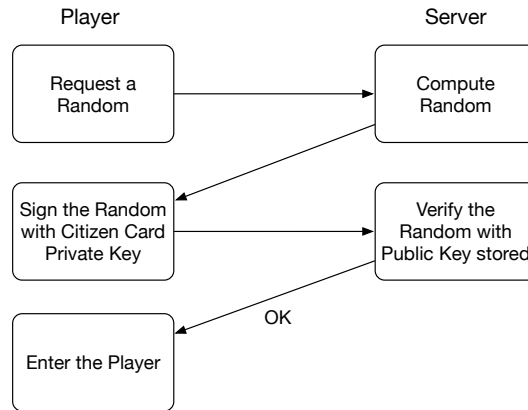 Player
Server
Request a
Random
Compute
Random
Sign the Random
with Citizen Card
Private Key
Verify the
Random with
Public Key stored
OK
Enter the Player